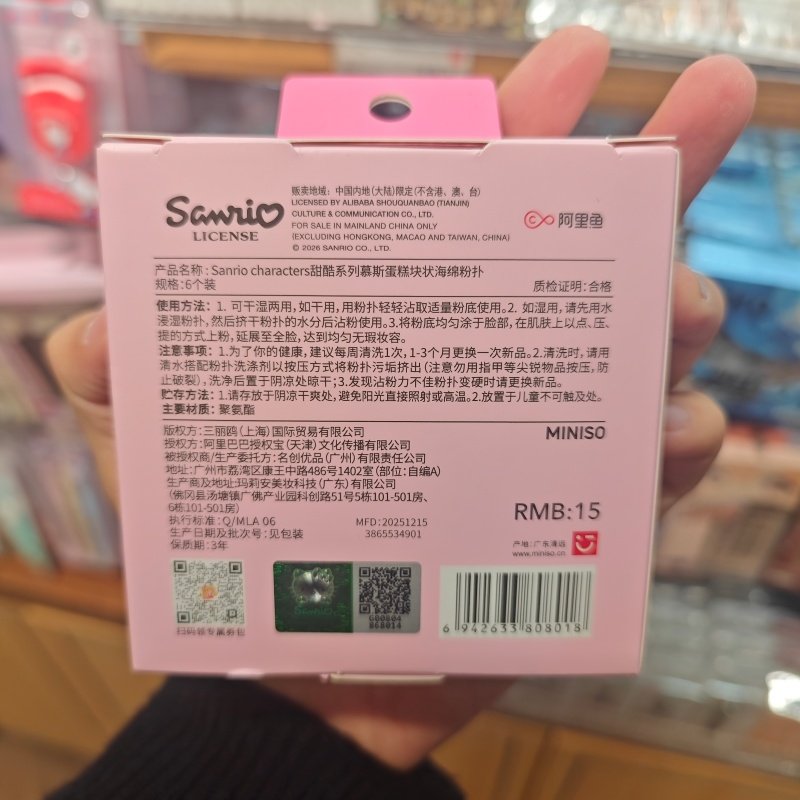 Sanrio
LICENSE
贩卖地域：中国内地(大陆)限定(不含港、澳、台)
LICENSED BY ALIBABA SHOUQUANBAO (TIANJIN)
CULTURE & COMMUNICATION CO., LTD.
FOR SALE IN MAINLAND CHINA ONLY
(EXCLUDING HONGKONG, MACAO AND TAIWAN, CHINA)
© 2026 SANRIO CO., LTD.
阿里鱼
产品名称：Sanrio characters甜酷系列慕斯蛋糕块状海绵粉扑
规格：6个装
质检证明：合格
使用方法：1. 可干湿两用，如干用，用粉扑轻轻沾取适量粉底使用。2. 如湿用，请先用水
浸湿粉扑，然后挤干粉扑的水分后沾粉使用。3.将粉底均匀涂于脸部，在肌肤上以点、压、
提的方式上粉，延展至全脸，达到均匀无瑕妆容。
注意事项：1.为了你的健康，建议每周清洗1次，1-3个月更换一次新品。2.清洗时，请用
清水搭配粉扑洗涤剂以按压方式将粉扑污垢挤出（注意勿用指甲等尖锐物品按压，防
止破裂），洗净后置于阴凉处晾干；3.发现沾粉力不佳粉扑变硬时请更换新品。
贮存方法：1.请存放于阴凉干爽处，避免阳光直接照射或高温。2.放置于儿童不可触及处。
主要材质：聚氨酯
版权方：三丽鸥(上海)国际贸易有限公司
授权方：阿里巴巴授权宝(天津)文化传播有限公司
被授权商/生产委托方：名创优品(广州)有限责任公司
地址：广州市荔湾区康王中路486号1402室(部位：自编A)
生产商及地址：玛莉安美妆科技(广东)有限公司
(佛冈县汤塘镇广佛产业园科创路51号5栋101-501房、
6栋101-501房)
执行标准：Q/MLA 06
生产日期及批次号：见包装
保质期：3年
MFD:20251215
3865534901
MINISO
RMB:15
产地：广东清远
www.miniso.cn
扫码领专属券包
SANRIO
G00804
868014
6 942633 808018